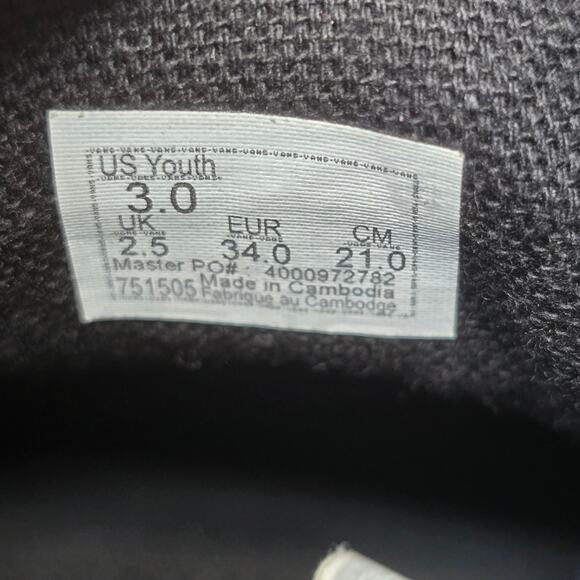 US Youth
3.0
UK EUR CM
2.5 34.0 21.0
Master PO# : 4000972782
751505 Made in Cambodia
Fabrique au Cambodge